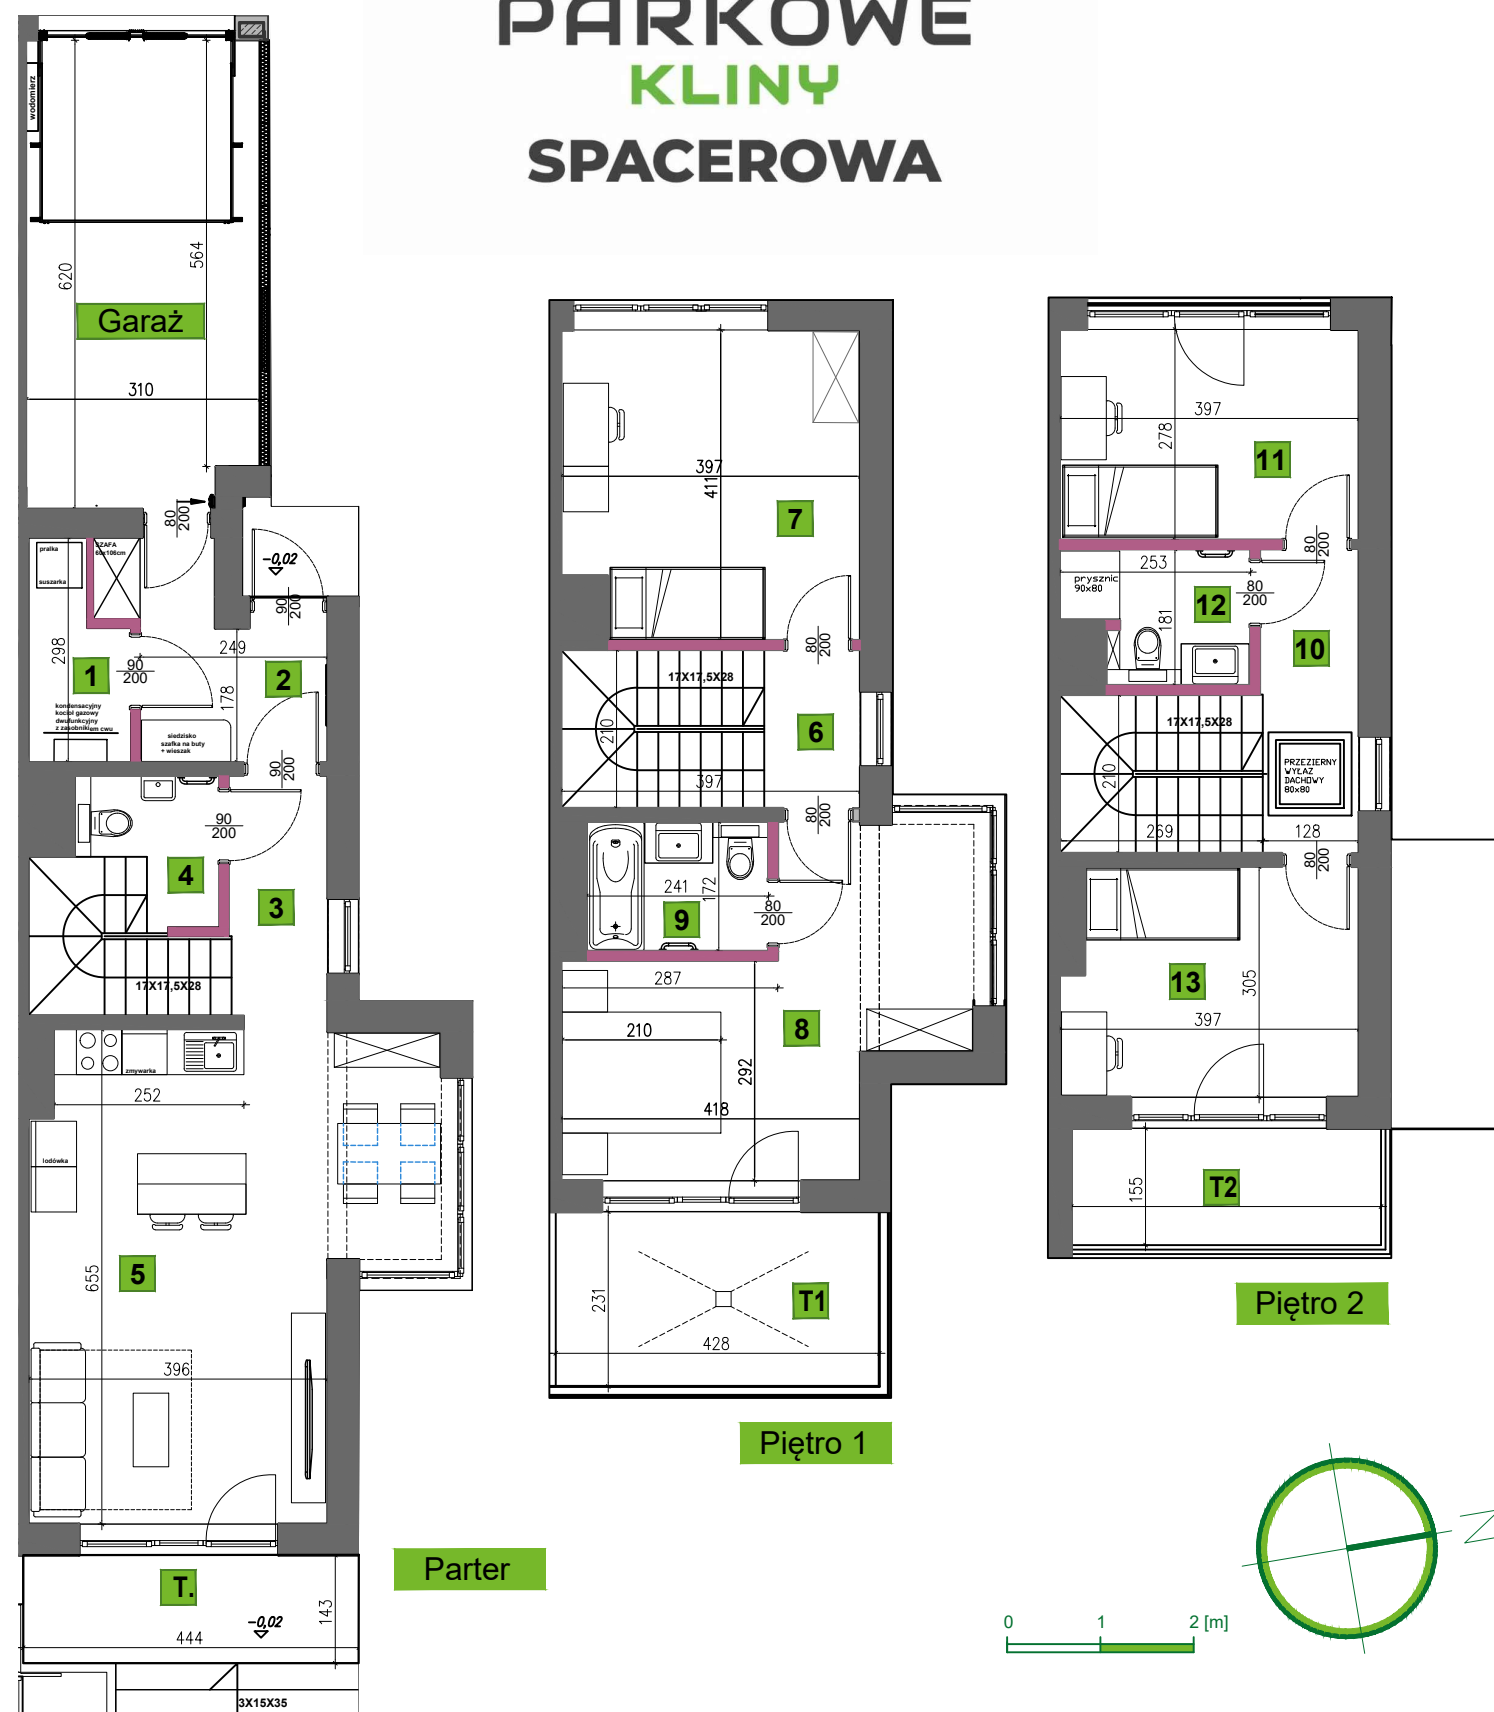 PARKOWE
KLINY
SPACEROWA
wodomierz
620
564
Garaż
310
80
200
SZAFA
60x106cm
pralka
suszarka
-0,02
90
200
298
249
1
90
200
2
178
kondensacyjny
kocioł gazowy
dwufunkcyjny
z zasobnikiem cwu
siedzisko
szafka na buty
+ wieszak
90
200
90
200
4
3
17X17,5X28
zmywarka
252
lodówka
5
655
396
T.
-0,02
143
444
3X15X35
Parter
397
411
7
80
200
17X17,5X28
210
6
397
80
200
241
172
9
80
200
287
8
210
292
418
231
T1
428
Piętro 1
397
278
11
80
200
253
prysznic
90x80
12
80
200
181
10
17X17,5X28
210
PRZEZIERNY
WYŁAZ
DACHOWY
80x80
269
128
80
200
13
305
397
155
T2
Piętro 2
N
0
1
2 [m]